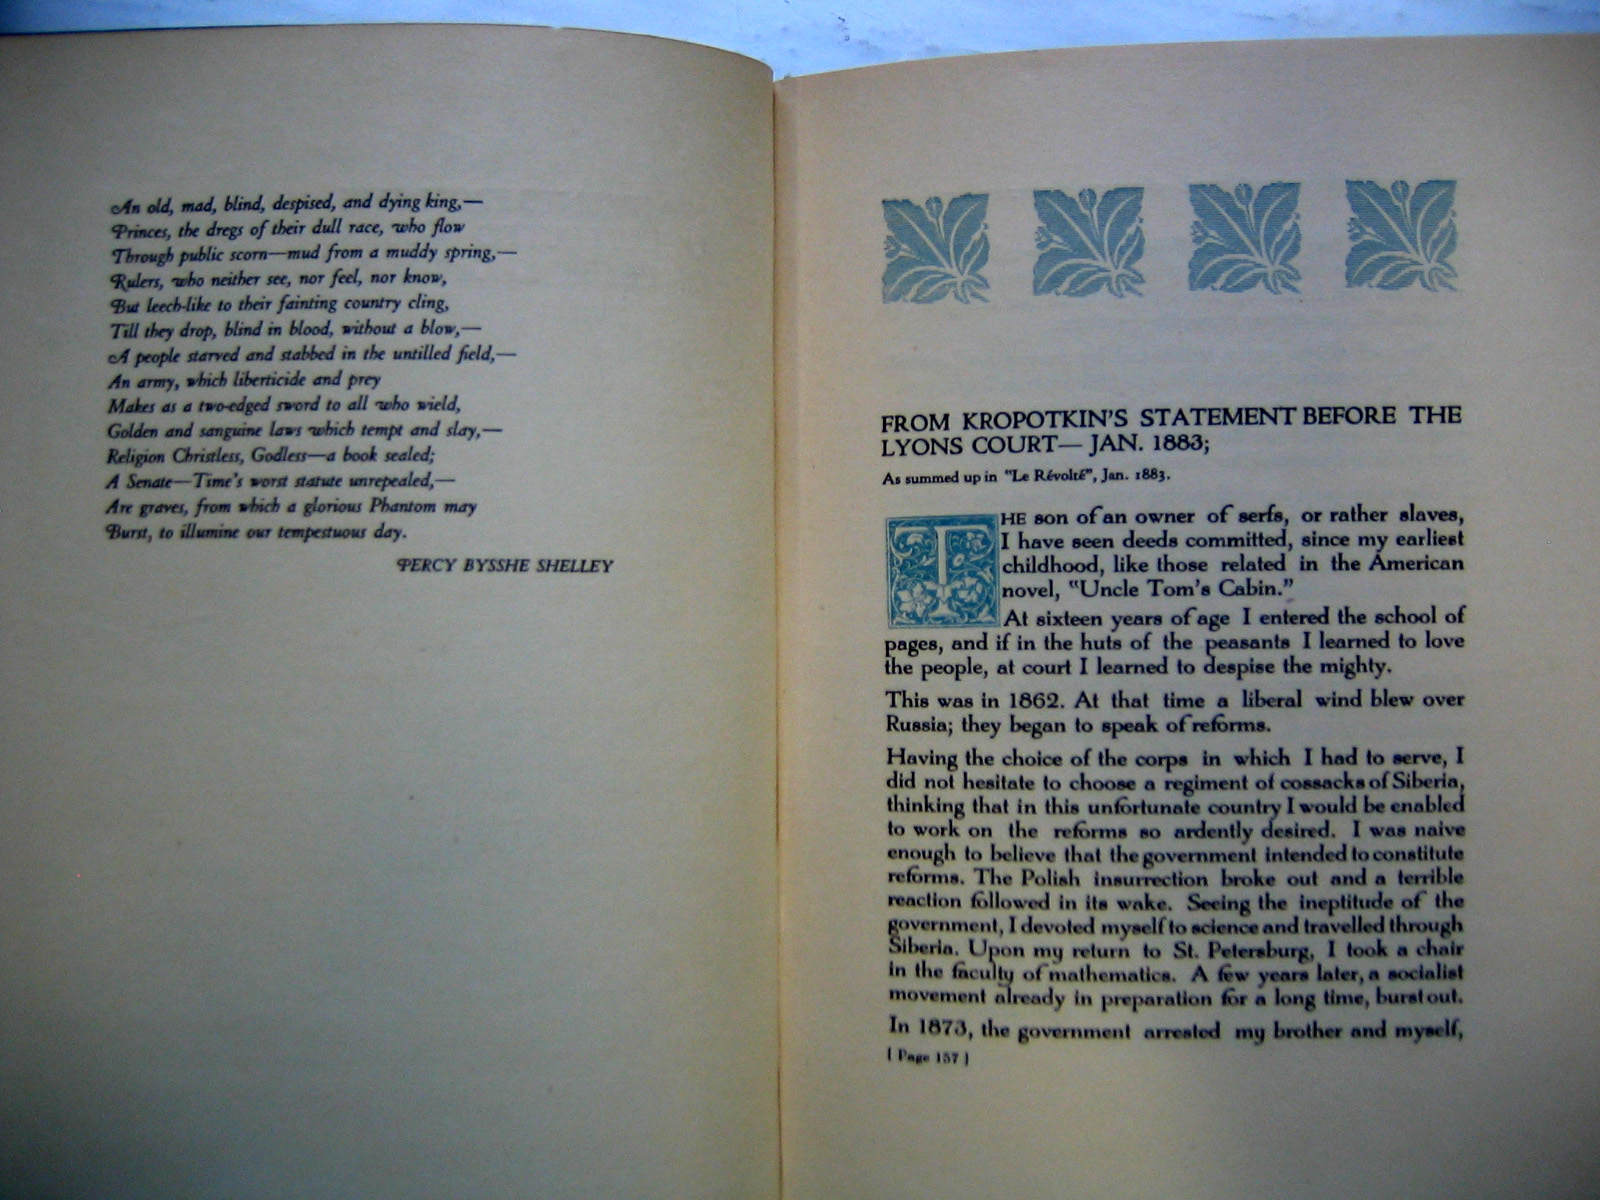 An old, mad, blind, despised, and dying king,—
Princes, the dregs of their dull race, who flow
Through public scorn—mud from a muddy spring,—
Rulers, who neither see, nor feel, nor know,
But leech-like to their fainting country cling,
Till they drop, blind in blood, without a blow,—
A people starved and stabbed in the untilled field,—
An army, which liberticide and prey
Makes as a two-edged sword to all who wield,
Golden and sanguine laws which tempt and slay,—
Religion Christless, Godless—a book sealed;
A Senate—Time's worst statute unrepealed,—
Are graves, from which a glorious Phantom may
Burst, to illumine our tempestuous day.
PERCY BYSSHE SHELLEY
FROM KROPOTKIN'S STATEMENT BEFORE THE
LYONS COURT— JAN. 1883;
As summed up in "Le Révolté", Jan. 1883.
THE son of an owner of serfs, or rather slaves,
I have seen deeds committed, since my earliest
childhood, like those related in the American
novel, "Uncle Tom's Cabin."
At sixteen years of age I entered the school of
pages, and if in the huts of the peasants I learned to love
the people, at court I learned to despise the mighty.
This was in 1862. At that time a liberal wind blew over
Russia; they began to speak of reforms.
Having the choice of the corps in which I had to serve, I
did not hesitate to choose a regiment of cossacks of Siberia,
thinking that in this unfortunate country I would be enabled
to work on the reforms so ardently desired. I was naive
enough to believe that the government intended to constitute
reforms. The Polish insurrection broke out and a terrible
reaction followed in its wake. Seeing the ineptitude of the
government, I devoted myself to science and travelled through
Siberia. Upon my return to St. Petersburg, I took a chair
in the faculty of mathematics. A few years later, a socialist
movement already in preparation for a long time, burst out.
In 1873, the government arrested my brother and myself,
[ Page 157 ]